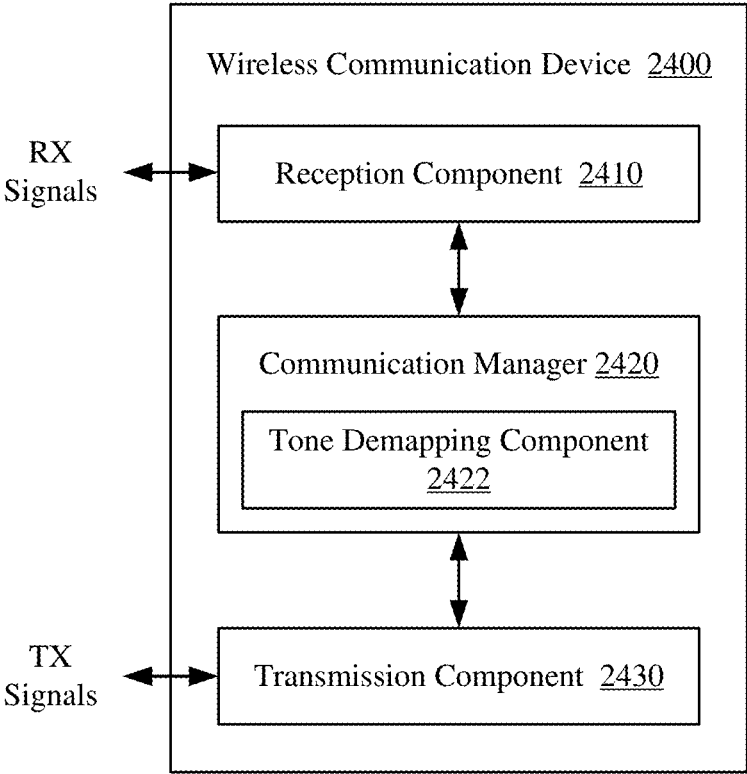 Wireless Communication Device 2400
RX
Signals
Reception Component 2410
Communication Manager 2420
Tone Demapping Component
2422
TX
Signals
Transmission Component 2430